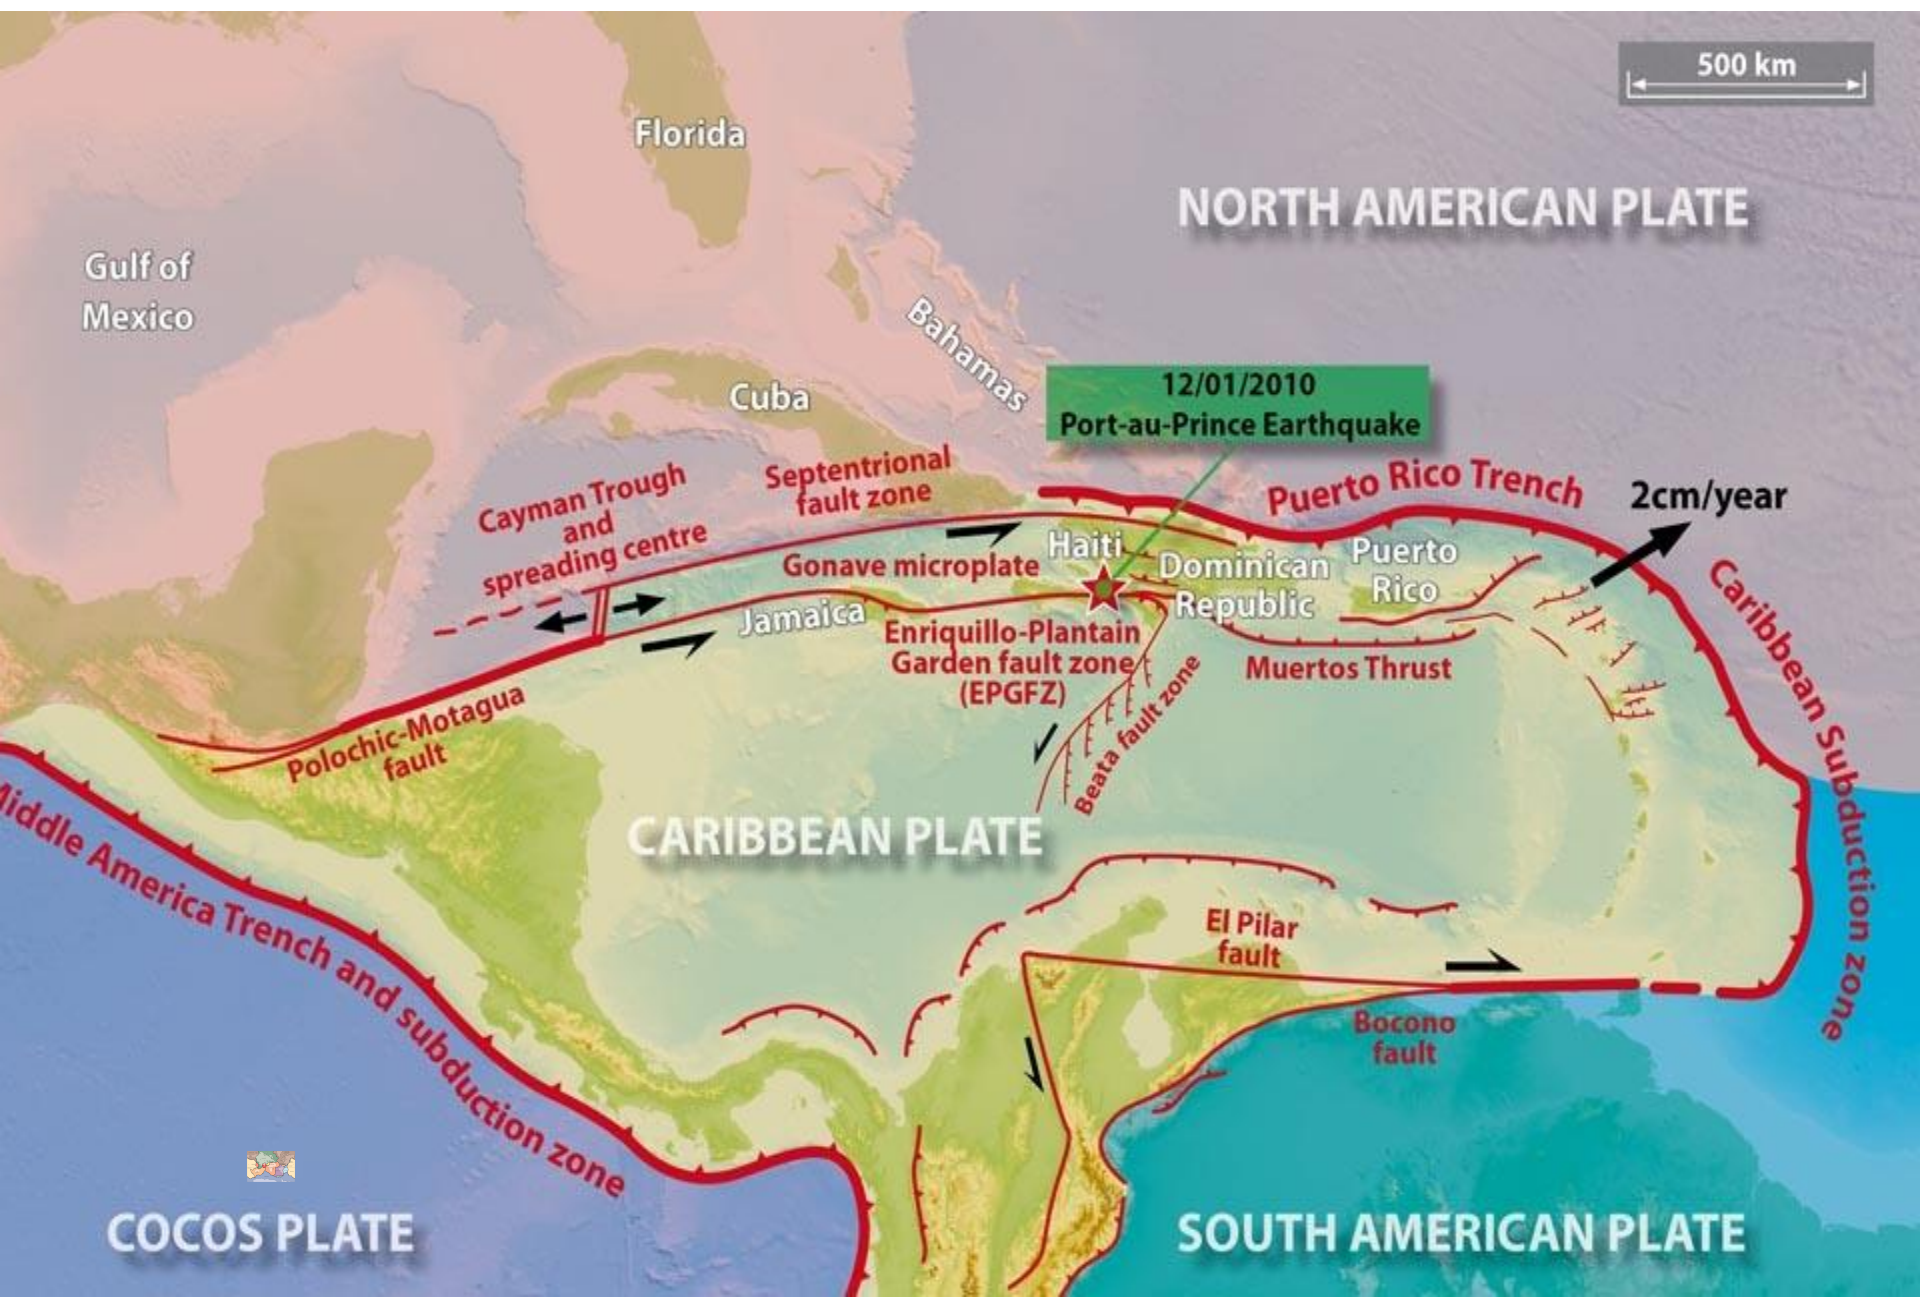 500 km
Florida
NORTH AMERICAN PLATE
Gulf of
Mexico
Bahamas
Cuba
12/01/2010
Port-au-Prince Earthquake
Cayman Trough
and
spreading centre
Septentrional
fault zone
Puerto Rico Trench
2cm/year
Haiti
Gonave microplate
Dominican
Republic
Puerto
Rico
Jamaica
Enriquillo-Plantain
Garden fault zone
(EPGFZ)
Muertos Thrust
Caribbean Subduction zone
Beata fault zone
Polochic-Motagua
fault
CARIBBEAN PLATE
Middle America Trench and subduction zone
El Pilar
fault
Bocono
fault
COCOS PLATE
SOUTH AMERICAN PLATE